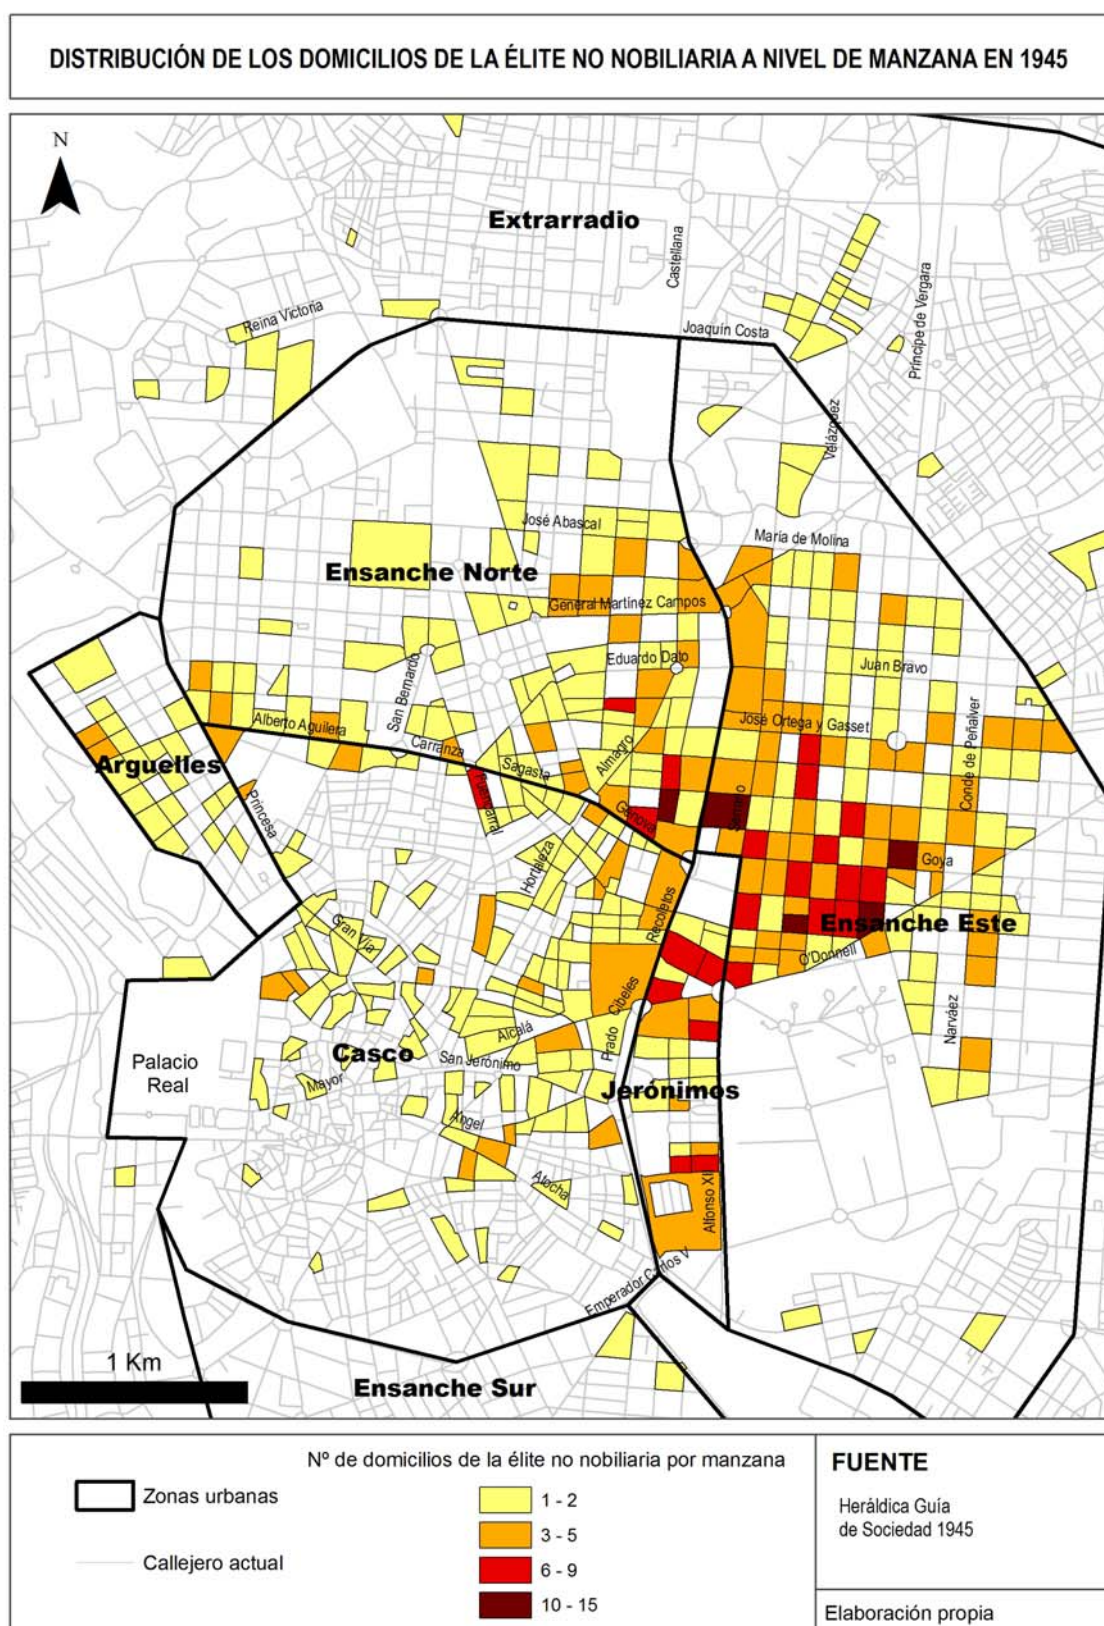 DISTRIBUCIÓN DE LOS DOMICILIOS DE LA ÉLITE NO NOBILIARIA A NIVEL DE MANZANA EN 1945
N
Extrarradio
Castellana
Príncipe de Vergara
Reina Victoria
Joaquín Costa
Velázquez
José Abascal
María de Molina
Ensanche Norte
General Martínez Campos
Eduardo Dato
Juan Bravo
San Bernardo
Alberto Aguilera
José Ortega y Gasset
Conde de Peñalver
Carranza
Almagro
Arguelles
Sagasta
Princesa
Fuencarral
Serrano
Genova
Hortaleza
Goya
Recoletos
Gran Vía
Ensanche Este
O'Donnell
Cibeles
Alcalá
Narváez
Casco
San Jerónimo
Prado
Palacio
Real
Mayor
Jerónimos
Angel
Atocha
Alfonso XII
Emperador Carlos V
1 Km
Ensanche Sur
Nº de domicilios de la élite no nobiliaria por manzana
Zonas urbanas
Callejero actual
1 - 2
3 - 5
6 - 9
10 - 15
FUENTE
Heráldica Guía
de Sociedad 1945
Elaboración propia